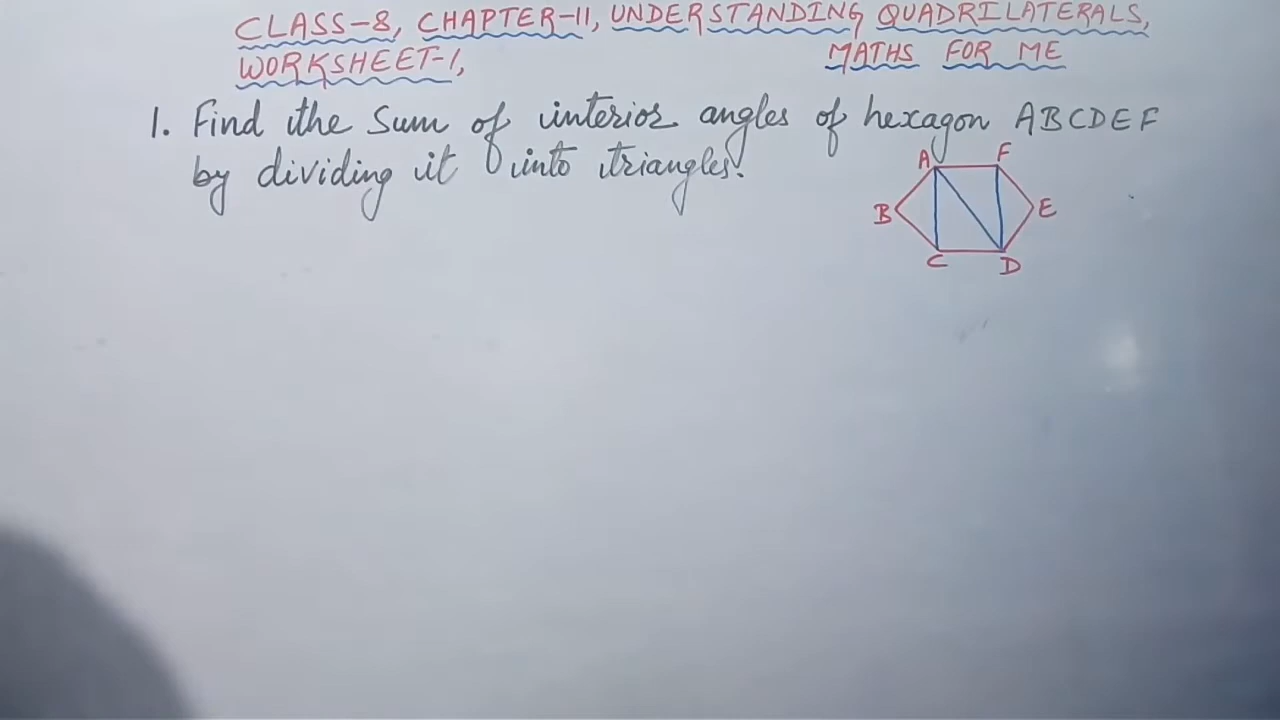 CLASS-8, CHAPTER-11, UNDERSTANDING QUADRILATERALS,
WORKSHEET-1, MATHS FOR ME
1. Find the Sum of interior angles of hexagon ABCDEF
by dividing it into triangles.
A F
B E
C D